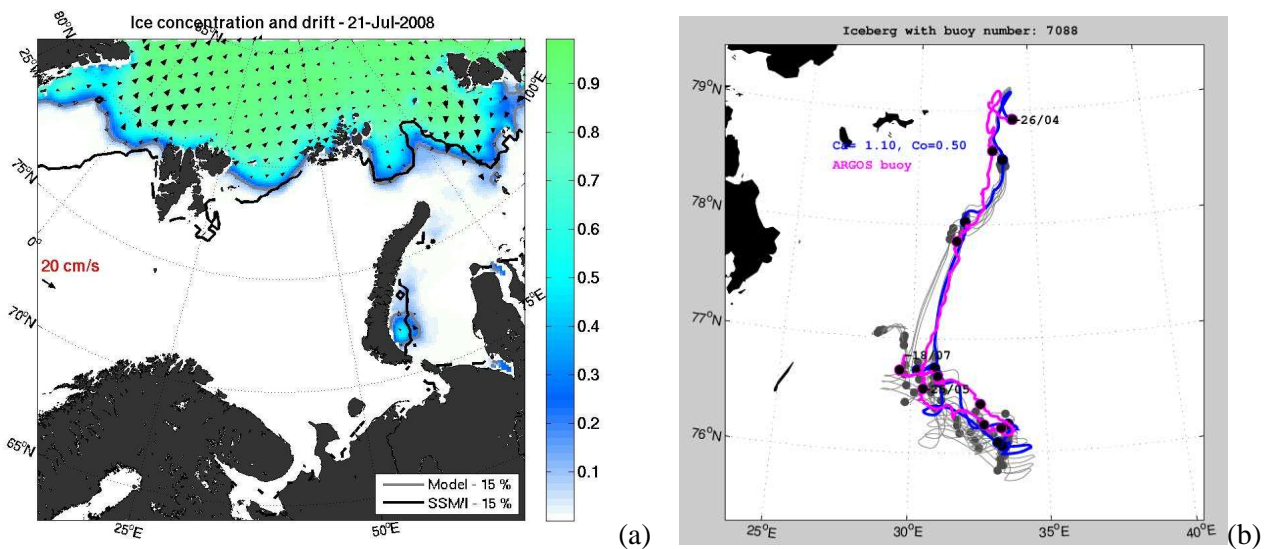 Ice concentration and drift - 21-Jul-2008
80°N
85°N
25°W
100°E
75°N
0°
20 cm/s
75°E
70°N
65°N
25°E
50°E
Model - 15 %
SSM/I - 15 %
0.9
0.8
0.7
0.6
0.5
0.4
0.3
0.2
0.1
(a)
Iceberg with buoy number: 7088
79°N
78°N
77°N
76°N
-26/04
Ca= 1.10, Co=0.50
ARGOS buoy
-18/07
25°E
30°E
35°E
40°E
(b)